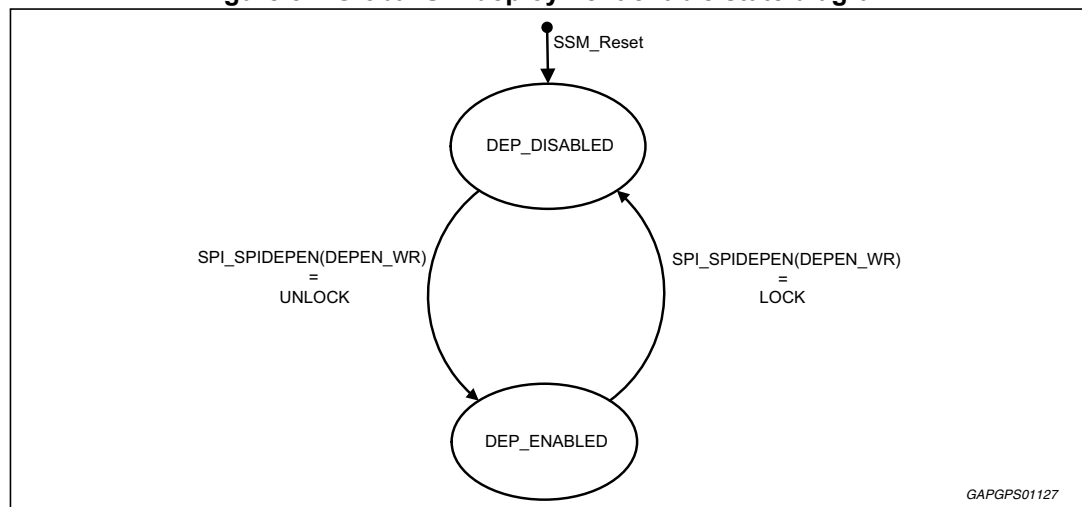 SSM_Reset
DEP_DISABLED
SPI_SPIDEPEN(DEPEN_WR)
=
UNLOCK
SPI_SPIDEPEN(DEPEN_WR)
=
LOCK
DEP_ENABLED
GAPGPS01127